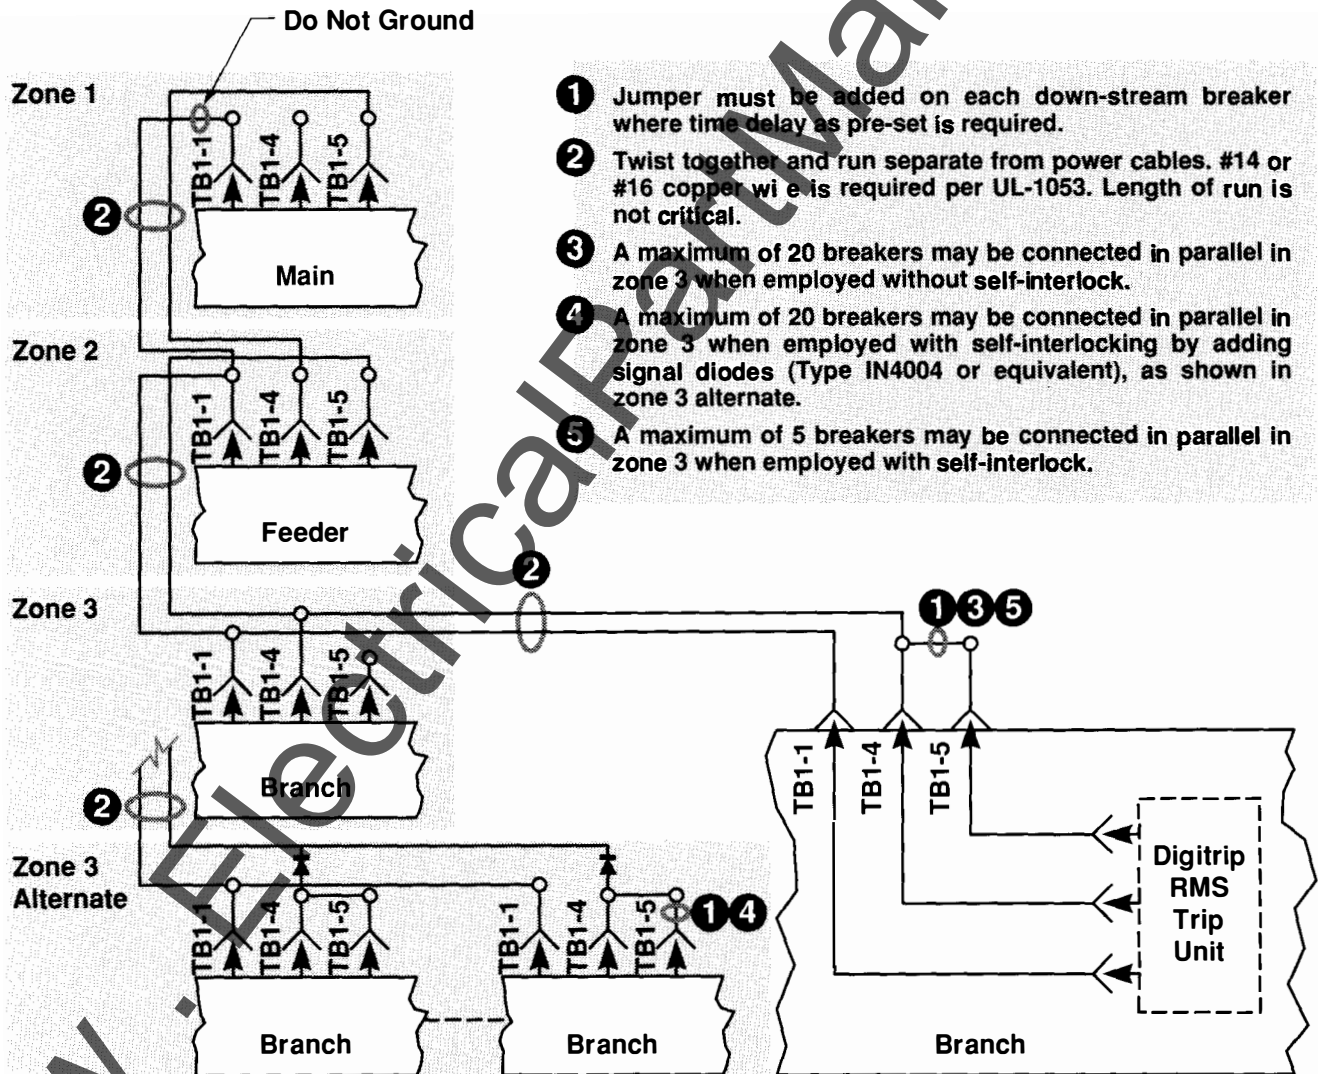 Do Not Ground
Zone 1
TB1-1
TB1-4
TB1-5
2
Main
1 Jumper must be added on each down-stream breaker
where time delay as pre-set is required.
2 Twist together and run separate from power cables. #14 or
#16 copper wi e is required per UL-1053. Length of run is
not critical.
3 A maximum of 20 breakers may be connected in parallel in
zone 3 when employed without self-interlock.
4 A maximum of 20 breakers may be connected in parallel in
zone 3 when employed with self-interlocking by adding
signal diodes (Type IN4004 or equivalent), as shown in
zone 3 alternate.
5 A maximum of 5 breakers may be connected in parallel in
zone 3 when employed with self-interlock.
Zone 2
TB1-1
TB1-4
TB1-5
2
Feeder
2
Zone 3
1 3 5
TB1-1
TB1-4
TB1-5
Branch
2
TB1-1
TB1-4
TB1-5
Digitrip
RMS
Trip
Unit
Branch
Zone 3
Alternate
TB1-1
TB1-4
TB1-5
TB1-1
TB1-4
TB1-5
1 4
Branch
Branch
y . ElectricalPartMan